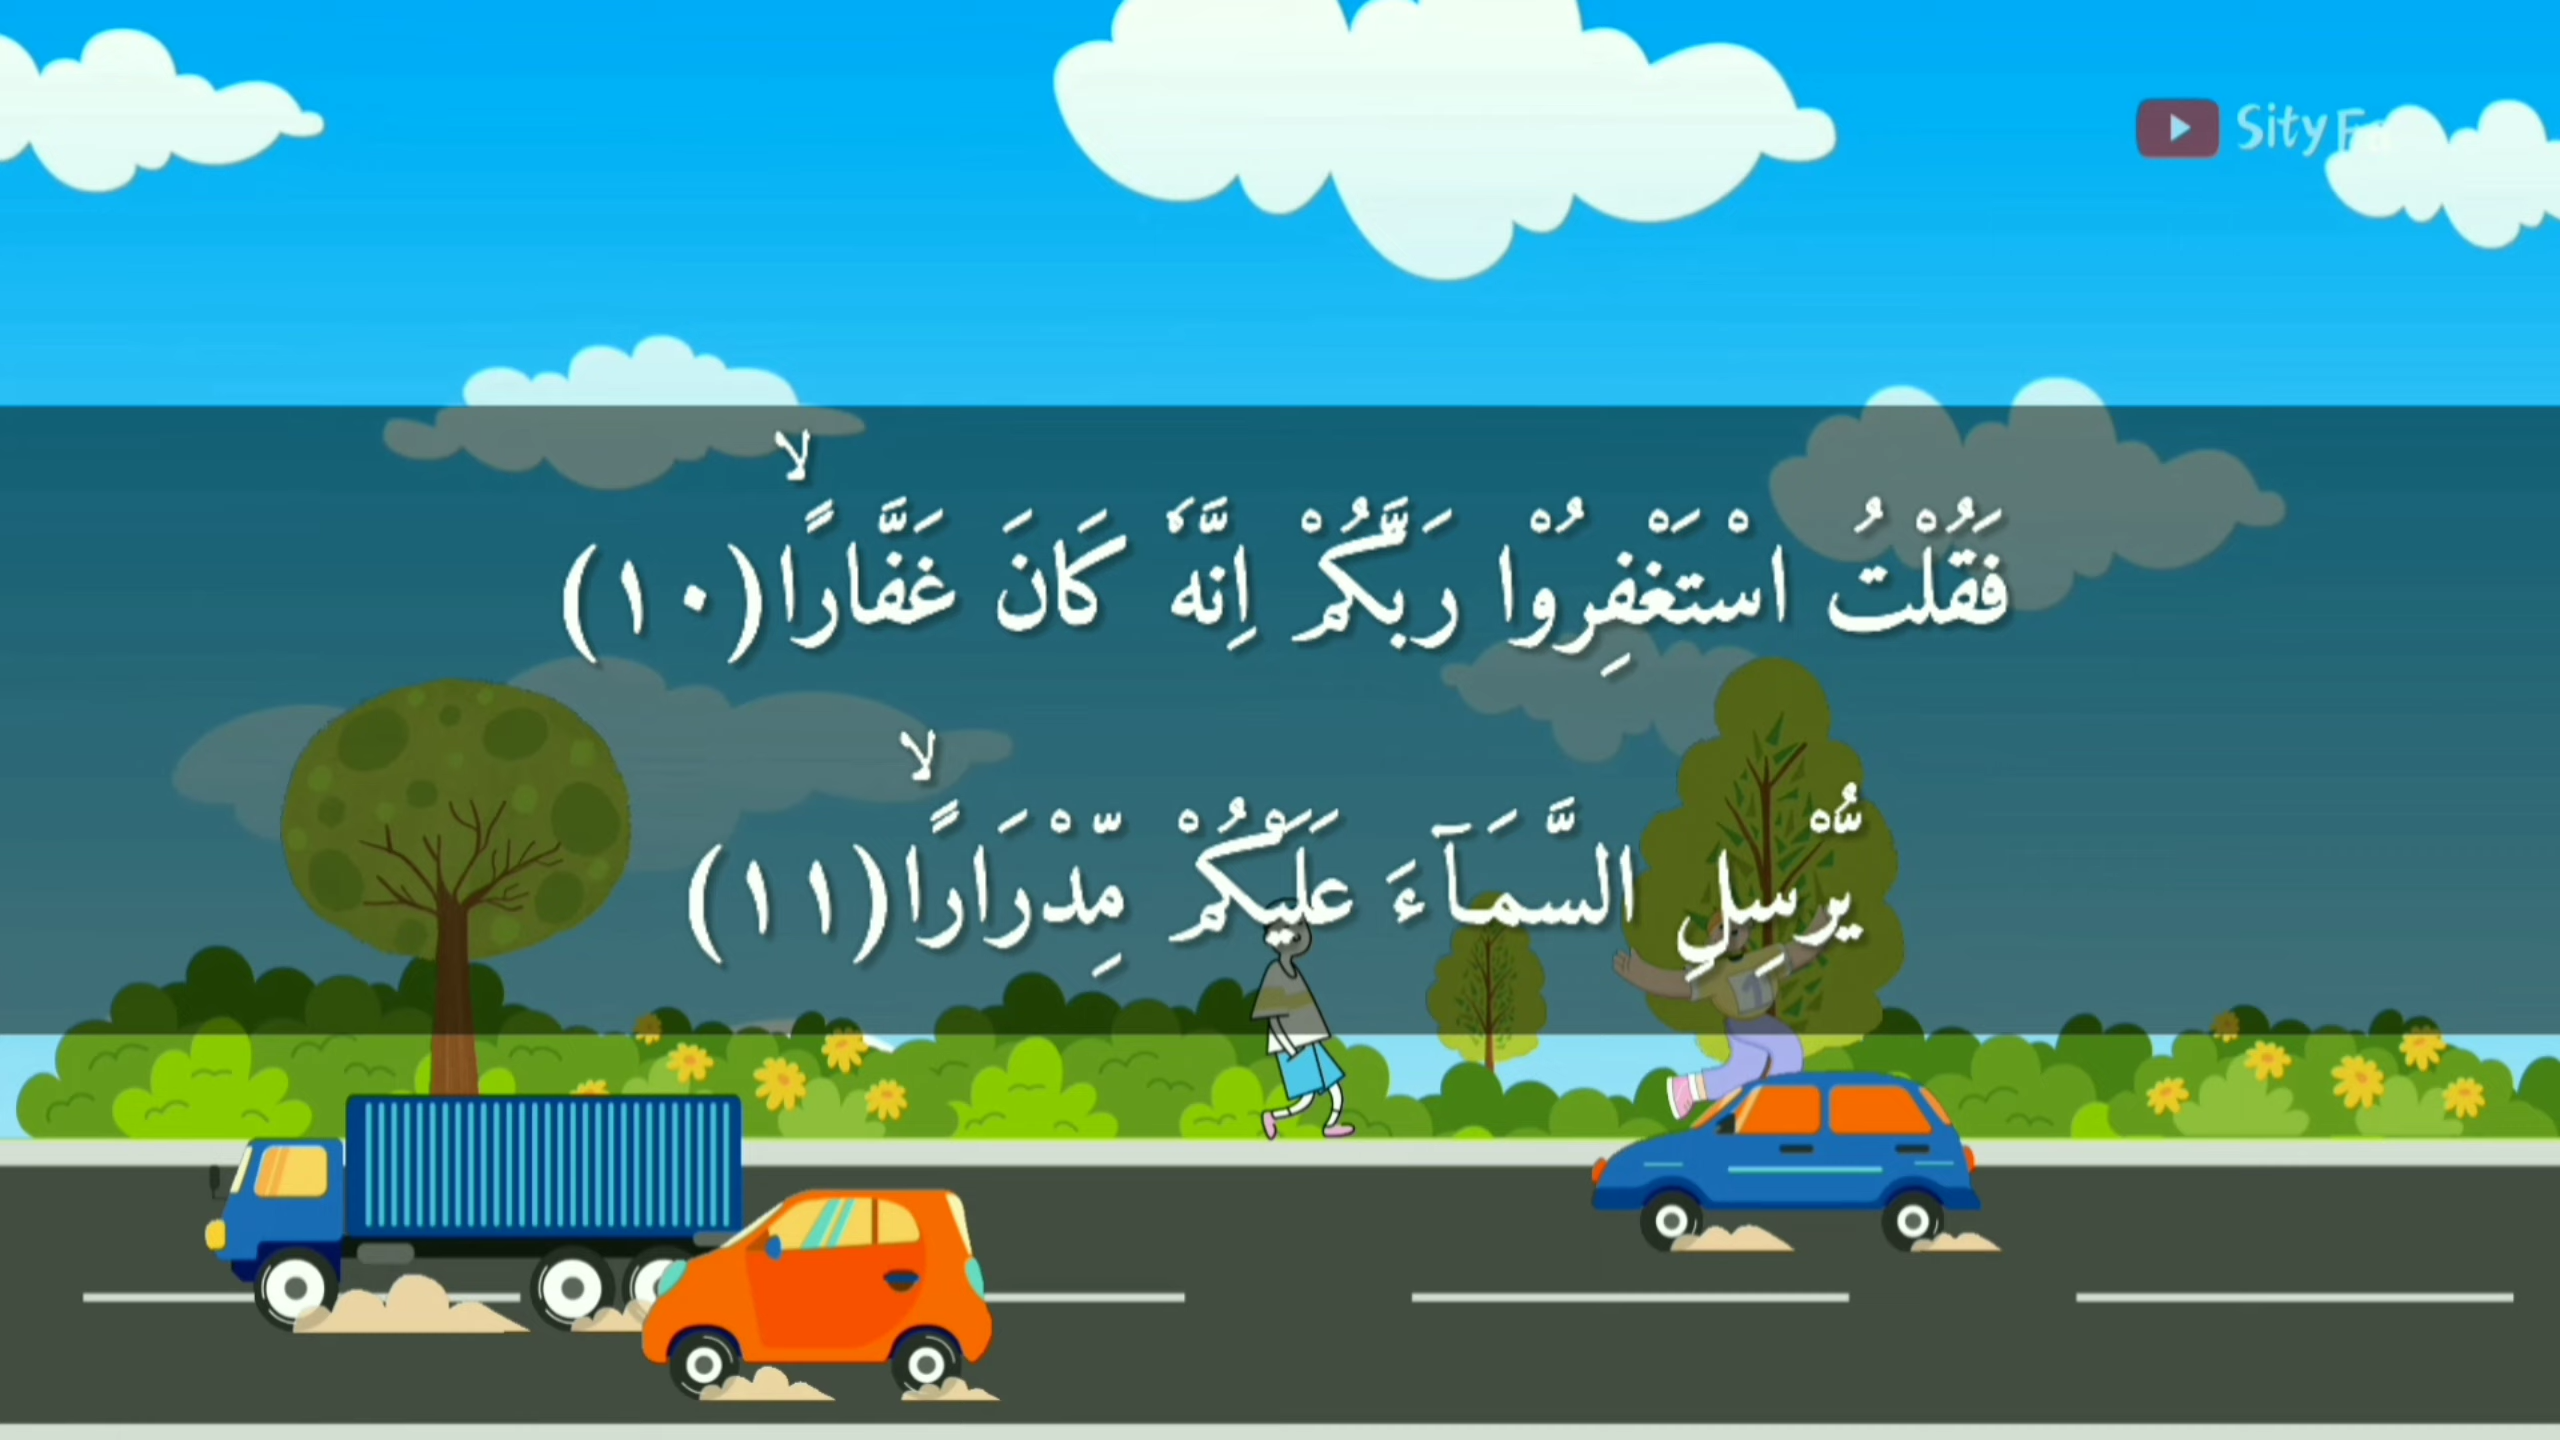 Sity
فَقُلْتُ اسْتَغْفِرُوْا رَبَّكُمْ اِنَّهٗ كَانَ غَفَّارًاۙ (١٠)
يُّرْسِلِ السَّمَآءَ عَلَيْكُمْ مِّدْرَارًاۙ (١١)